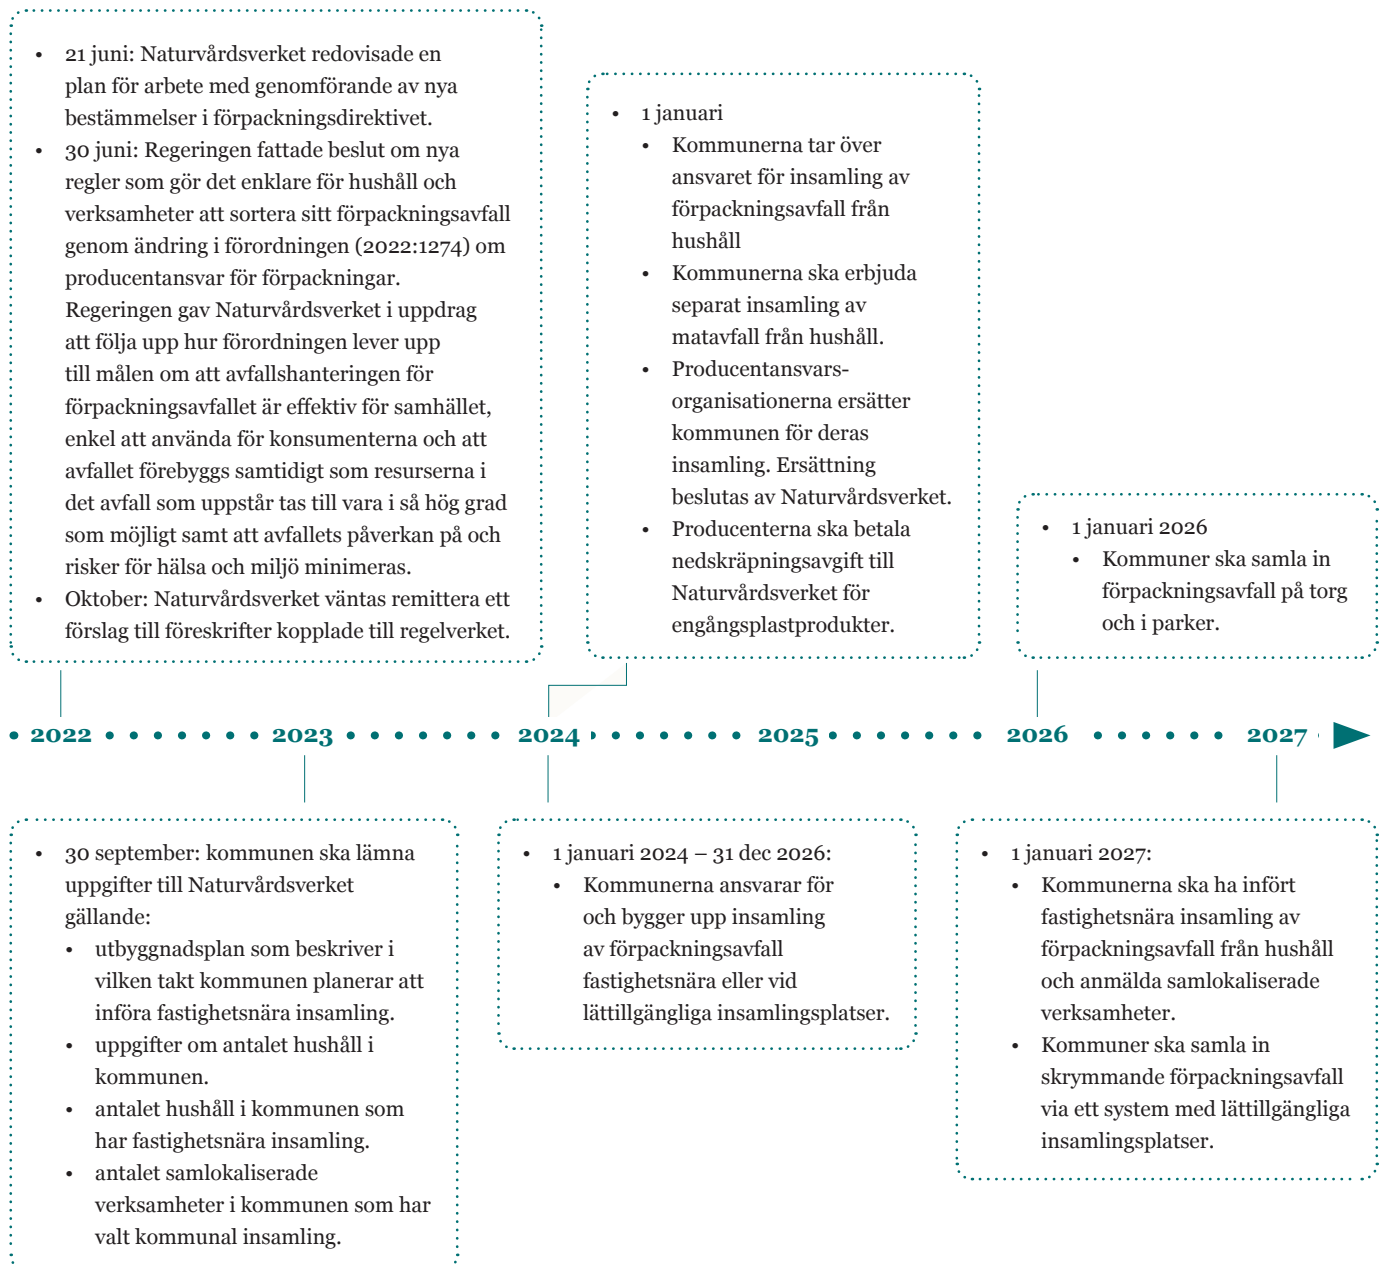 • 21 juni: Naturvårdsverket redovisade en
plan för arbete med genomförande av nya
bestämmelser i förpackningsdirektivet.
• 30 juni: Regeringen fattade beslut om nya
regler som gör det enklare för hushåll och
verksamheter att sortera sitt förpackningsavfall
genom ändring i förordningen (2022:1274) om
producentansvar för förpackningar.
Regeringen gav Naturvårdsverket i uppdrag
att följa upp hur förordningen lever upp
till målen om att avfallshanteringen för
förpackningsavfallet är effektiv för samhället,
enkel att använda för konsumenterna och att
avfallet förebyggs samtidigt som resurserna i
det avfall som uppstår tas till vara i så hög grad
som möjligt samt att avfallets påverkan på och
risker för hälsa och miljö minimeras.
• Oktober: Naturvårdsverket väntas remittera ett
förslag till föreskrifter kopplade till regelverket.
• 1 januari
• Kommunerna tar över
ansvaret för insamling av
förpackningsavfall från
hushåll
• Kommunerna ska erbjuda
separat insamling av
matavfall från hushåll.
• Producentansvars-
organisationerna ersätter
kommunen för deras
insamling. Ersättning
beslutas av Naturvårdsverket.
• Producenterna ska betala
nedskräpningsavgift till
Naturvårdsverket för
engångsplastprodukter.
• 1 januari 2026
• Kommuner ska samla in
förpackningsavfall på torg
och i parker.
2022 2023 2024 2025 2026 2027
• 30 september: kommunen ska lämna
uppgifter till Naturvårdsverket
gällande:
• utbyggnadsplan som beskriver i
vilken takt kommunen planerar att
införa fastighetsnära insamling.
• uppgifter om antalet hushåll i
kommunen.
• antalet hushåll i kommunen som
har fastighetsnära insamling.
• antalet samlokaliserade
verksamheter i kommunen som har
valt kommunal insamling.
• 1 januari 2024 – 31 dec 2026:
• Kommunerna ansvarar för
och bygger upp insamling
av förpackningsavfall
fastighetsnära eller vid
lättillgängliga insamlingsplatser.
• 1 januari 2027:
• Kommunerna ska ha infört
fastighetsnära insamling av
förpackningsavfall från hushåll
och anmälda samlokaliserade
verksamheter.
• Kommuner ska samla in
skrymmande förpackningsavfall
via ett system med lättillgängliga
insamlingsplatser.